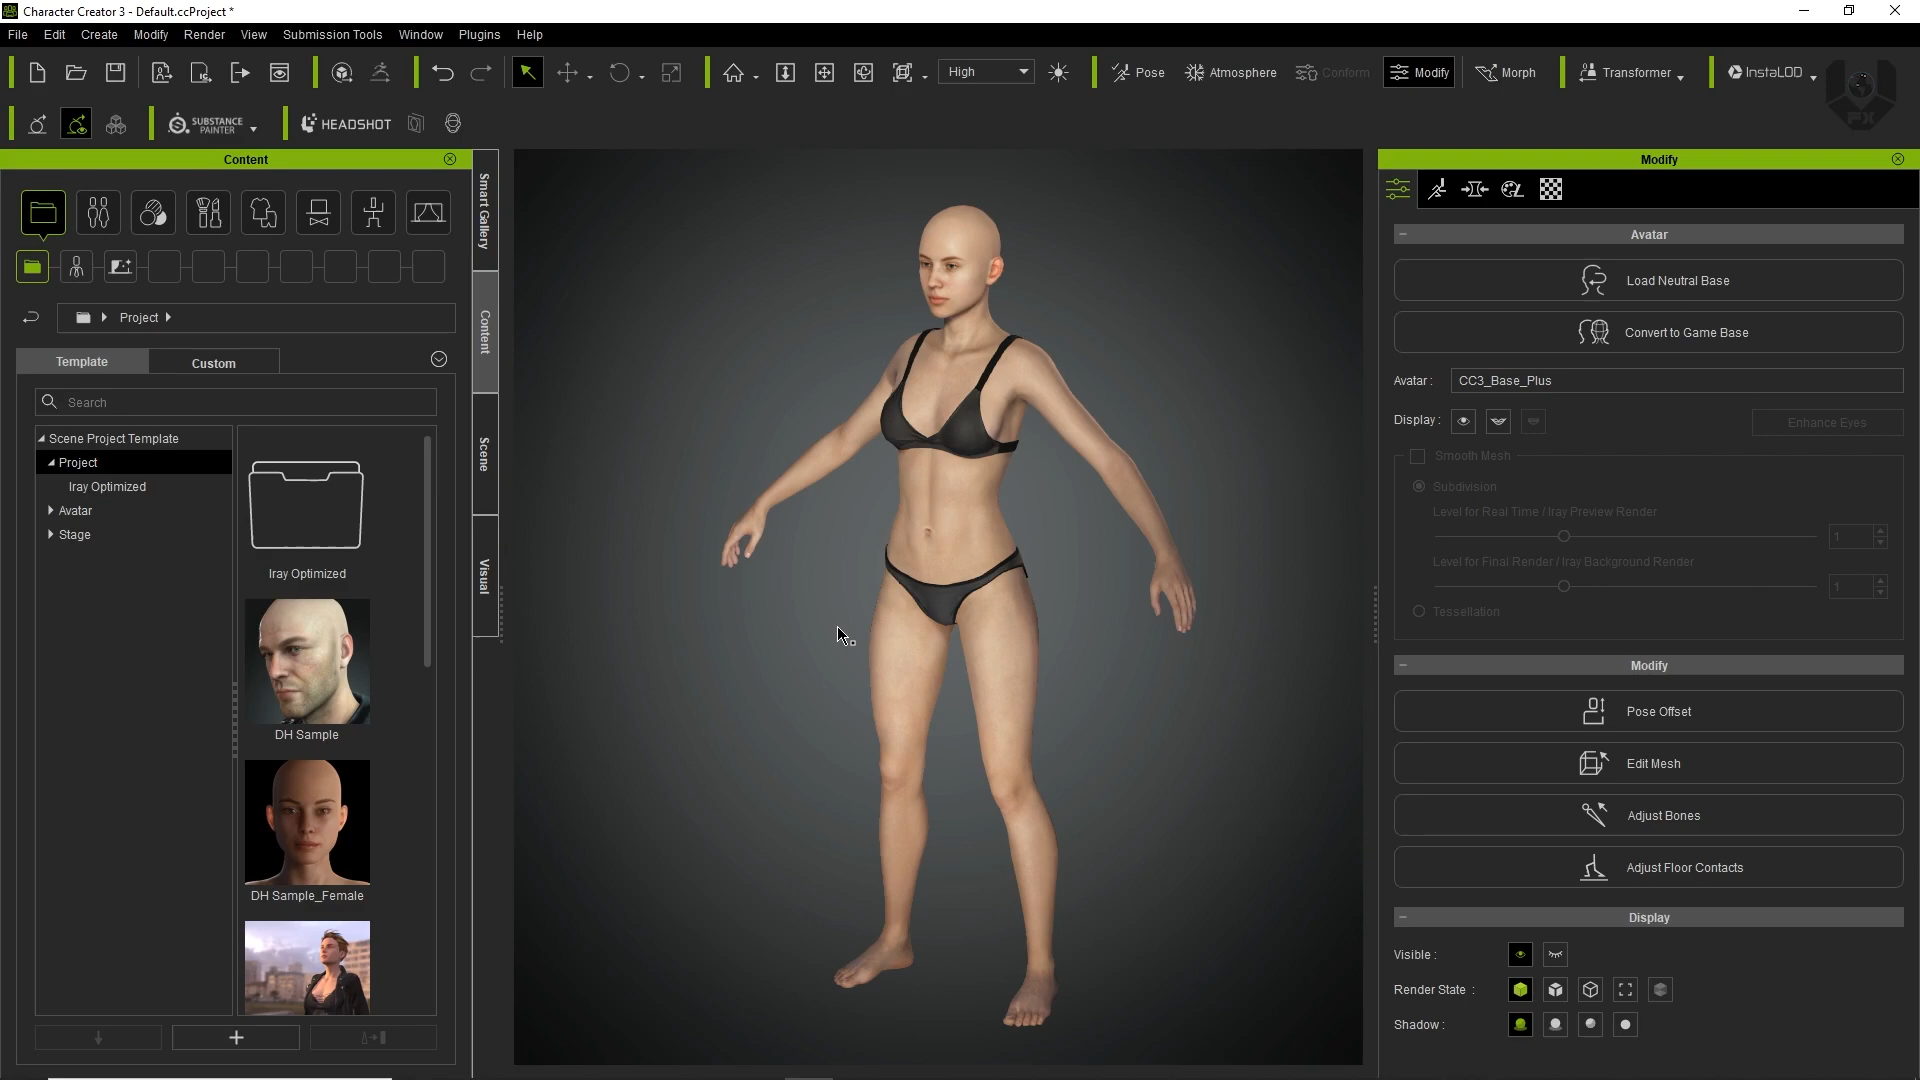 Character Creator 3 - Default.ccProject *
File Edit Create Modify Render View Submission Tools Window Plugins Help
High Pose Atmosphere Conform Modify Morph Transformer InstaLOD
SUBSTANCE
PAINTER
HEADSHOT
FX
Content
Smart Gallery
Content
Scene
Visual
Project
Template Custom
Search
Scene Project Template
Project
Iray Optimized
Avatar
Stage
Iray Optimized
DH Sample
DH Sample_Female
Modify
Avatar
Load Neutral Base
Convert to Game Base
Avatar : CC3_Base_Plus
Display : Enhance Eyes
Smooth Mesh
Subdivision
Level for Real Time / Iray Preview Render
1
Level for Final Render / Iray Background Render
1
Tessellation
Modify
Pose Offset
Edit Mesh
Adjust Bones
Adjust Floor Contacts
Display
Visible :
Render State :
Shadow :